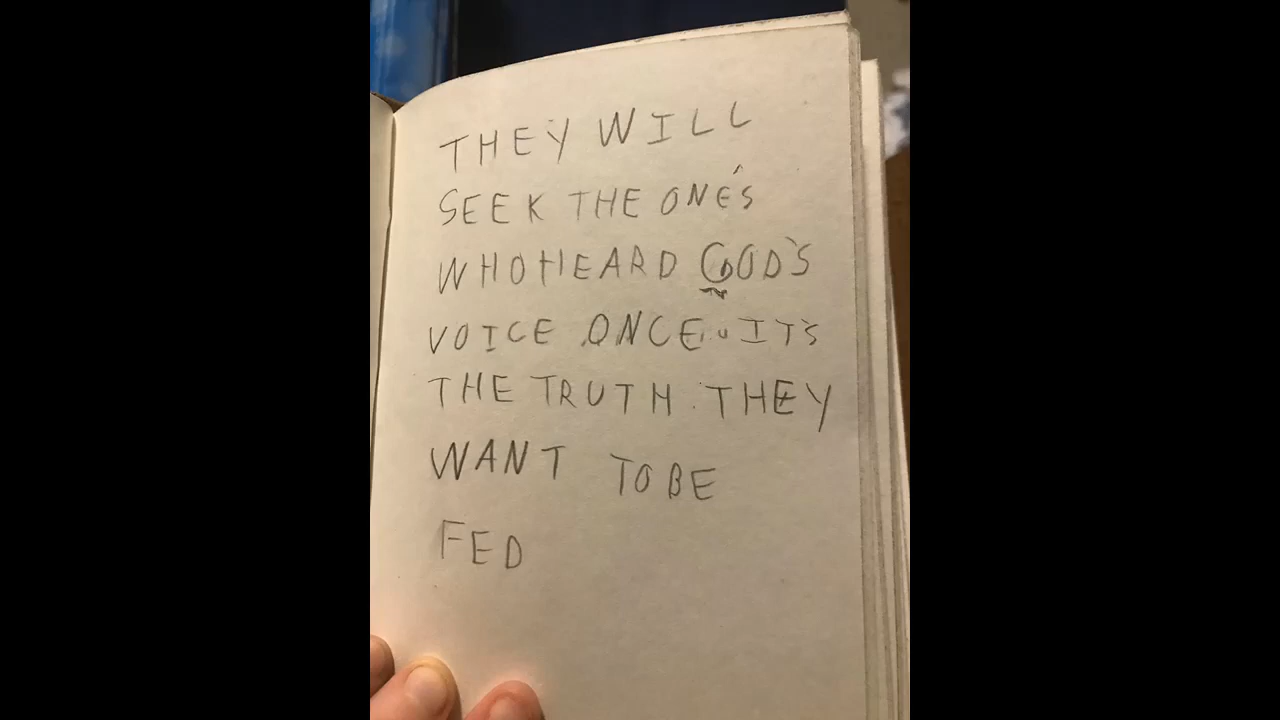 THEY WILL
SEEK THE ONE'S
WHO HEARD GOD'S
VOICE ONCE.. IT'S
THE TRUTH THEY
WANT TO BE
FED